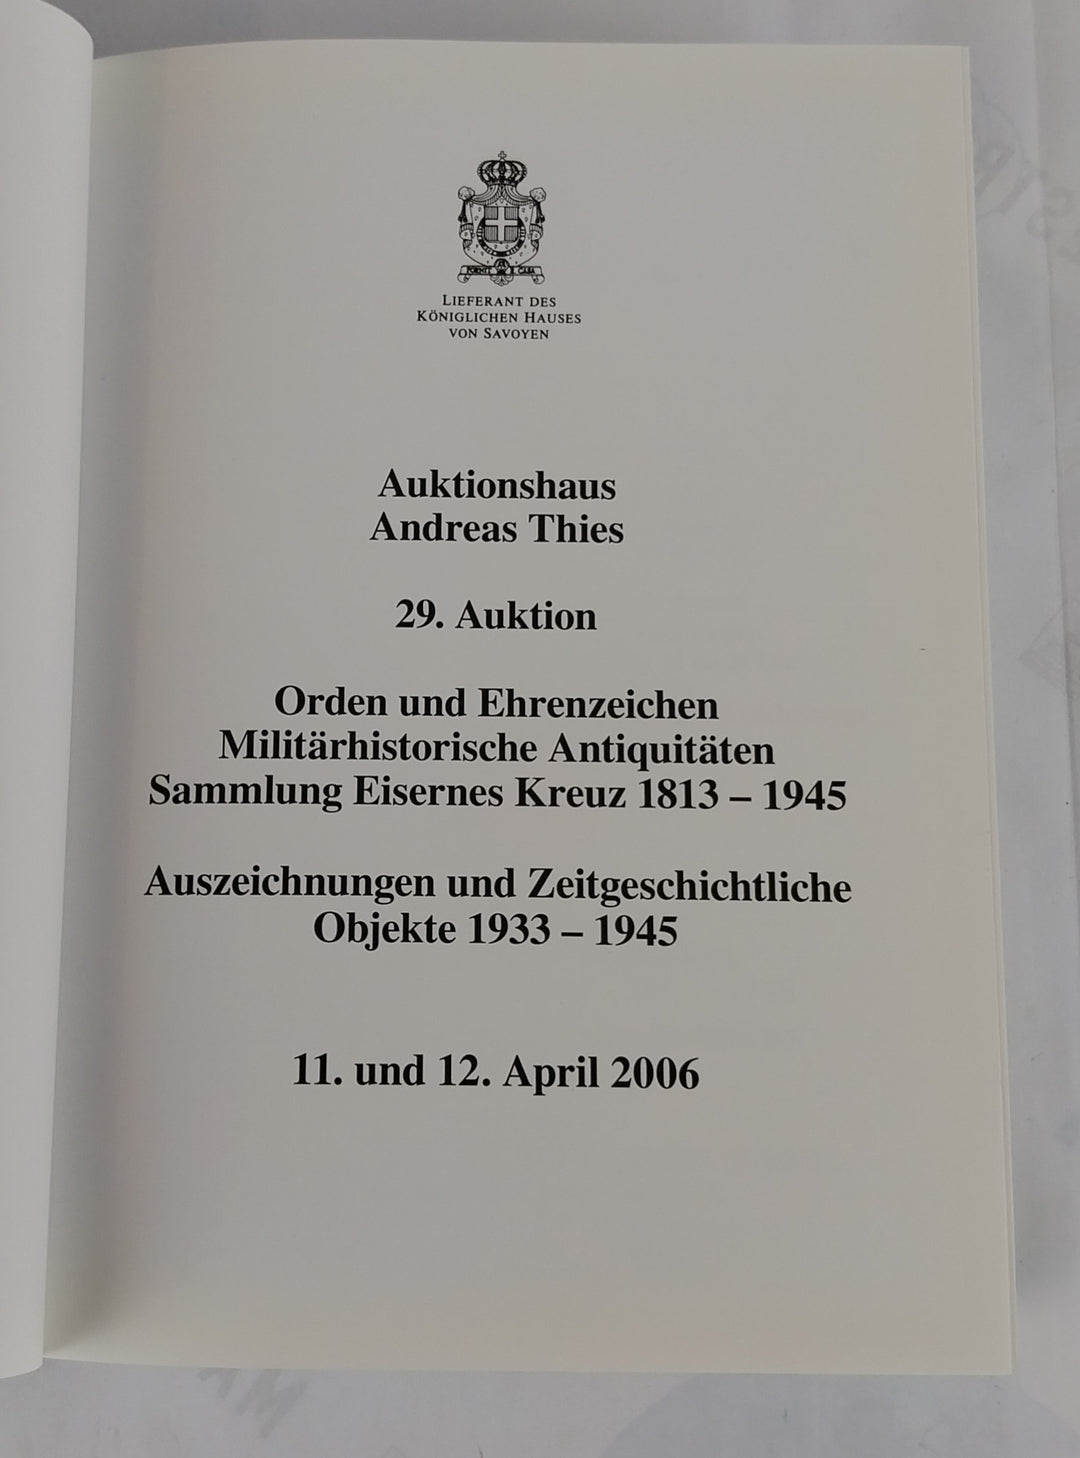 LIEFERANT DES
KÖNIGLICHEN HAUSES
VON SAVOYEN
Auktionshaus
Andreas Thies
29. Auktion
Orden und Ehrenzeichen
Militärhistorische Antiquitäten
Sammlung Eisernes Kreuz 1813 – 1945
Auszeichnungen und Zeitgeschichtliche
Objekte 1933 – 1945
11. und 12. April 2006